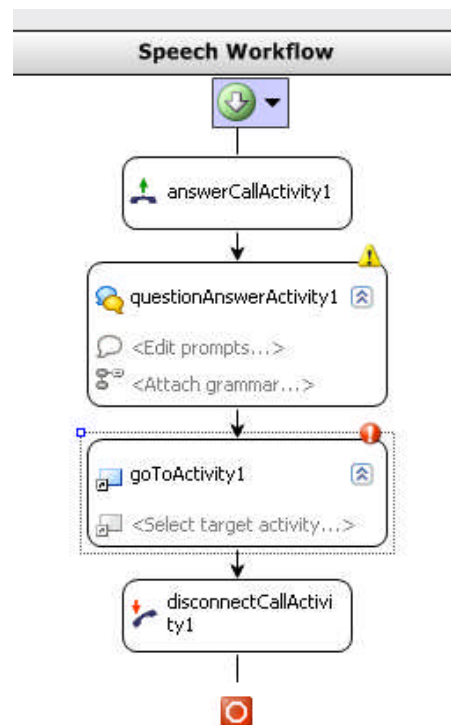 Speech Workflow
answerCallActivity1
questionAnswerActivity1
<Edit prompts...>
<Attach grammar...>
goToActivity1
<Select target activity...>
disconnectCallActivi
ty1